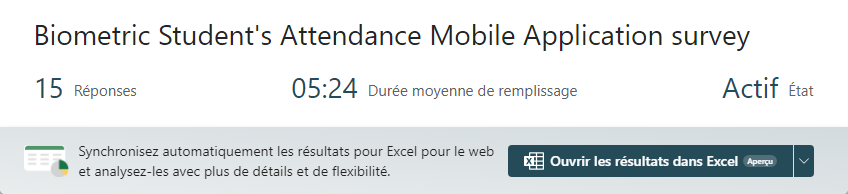 Biometric Student's Attendance Mobile Application survey
15 Réponses 05:24 Durée moyenne de remplissage Actif État
Synchronisez automatiquement les résultats pour Excel pour le web
et analysez-les avec plus de détails et de flexibilité.
Ouvrir les résultats dans Excel Aperçu